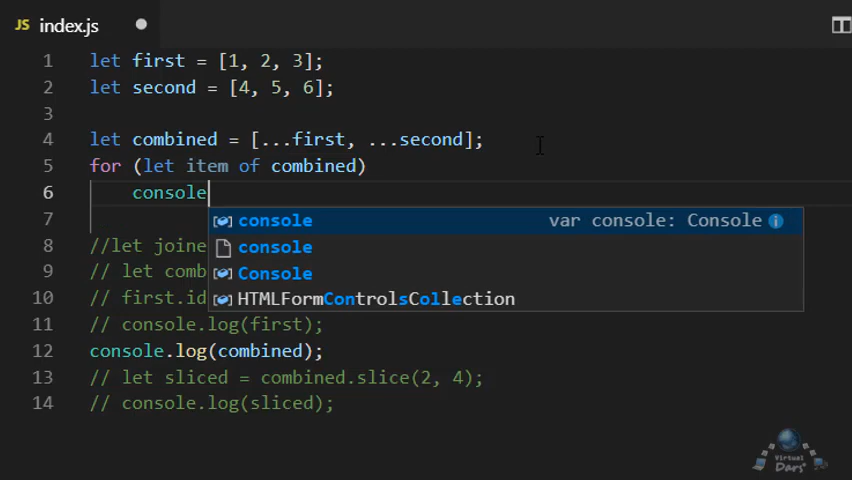 JS index.js
1 let first = [1, 2, 3];
2 let second = [4, 5, 6];
3
4 let combined = [...first, ...second];
5 for (let item of combined)
6 console
console var console: Console
console
Console
HTMLFormControlsCollection
7
8 //let joine
9 // let comb
10 // first.id
11 // console.log(first);
12 console.log(combined);
13 // let sliced = combined.slice(2, 4);
14 // console.log(sliced);
Virtual
Dars